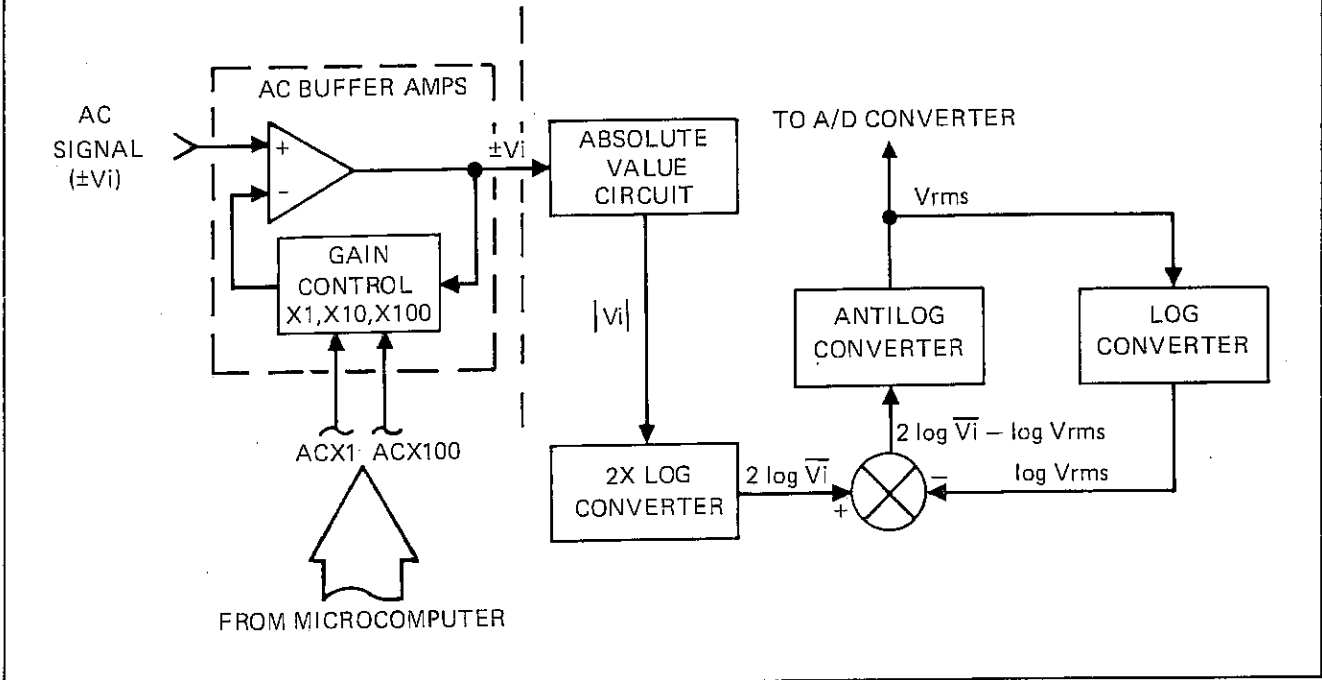 AC BUFFER AMPS
AC
SIGNAL
(±Vi)
+
−
GAIN
CONTROL
X1,X10,X100
±Vi
ABSOLUTE
VALUE
CIRCUIT
|Vi|
TO A/D CONVERTER
Vrms
ANTILOG
CONVERTER
LOG
CONVERTER
2 log V̅i̅ − log Vrms
2X LOG
CONVERTER
2 log V̅i̅
+
−
log Vrms
ACX1 ACX100
FROM MICROCOMPUTER